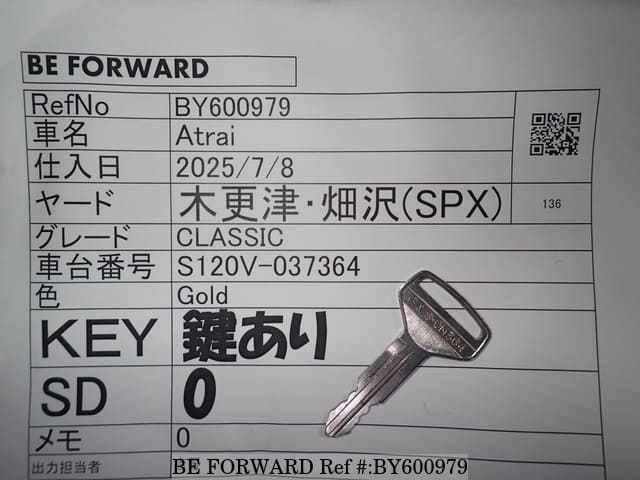 BE FORWARD
RefNo BY600979
車名 Atrai
仕入日 2025/7/8
ヤード 木更津・畑沢(SPX) 136
グレード CLASSIC
車台番号 S120V-037364
色 Gold
KEY 鍵あり
SD 0
メモ 0
出力担当者
BE FORWARD Ref #:BY600979